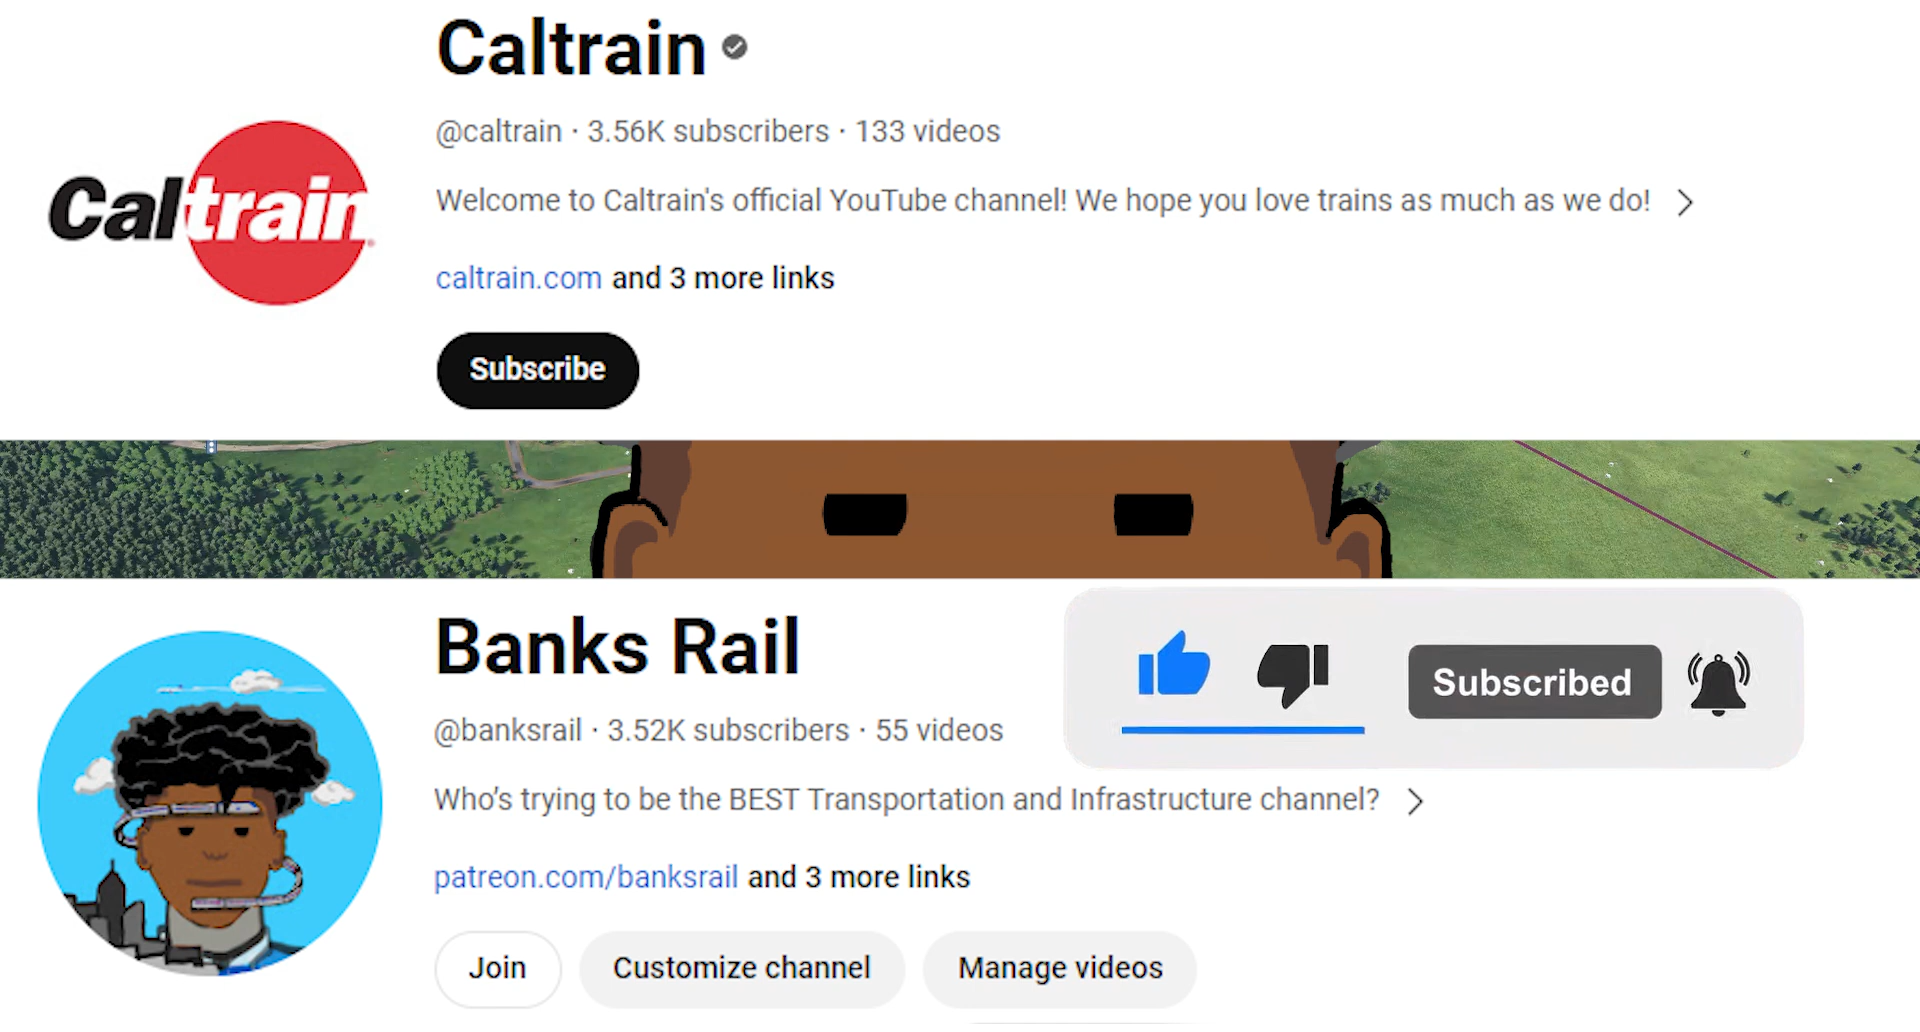 Caltrain
@caltrain · 3.56K subscribers · 133 videos
Caltrain
Welcome to Caltrain's official YouTube channel! We hope you love trains as much as we do!
caltrain.com and 3 more links
Subscribe
Banks Rail
Subscribed
@banksrail · 3.52K subscribers · 55 videos
Who's trying to be the BEST Transportation and Infrastructure channel?
patreon.com/banksrail and 3 more links
Join
Customize channel
Manage videos